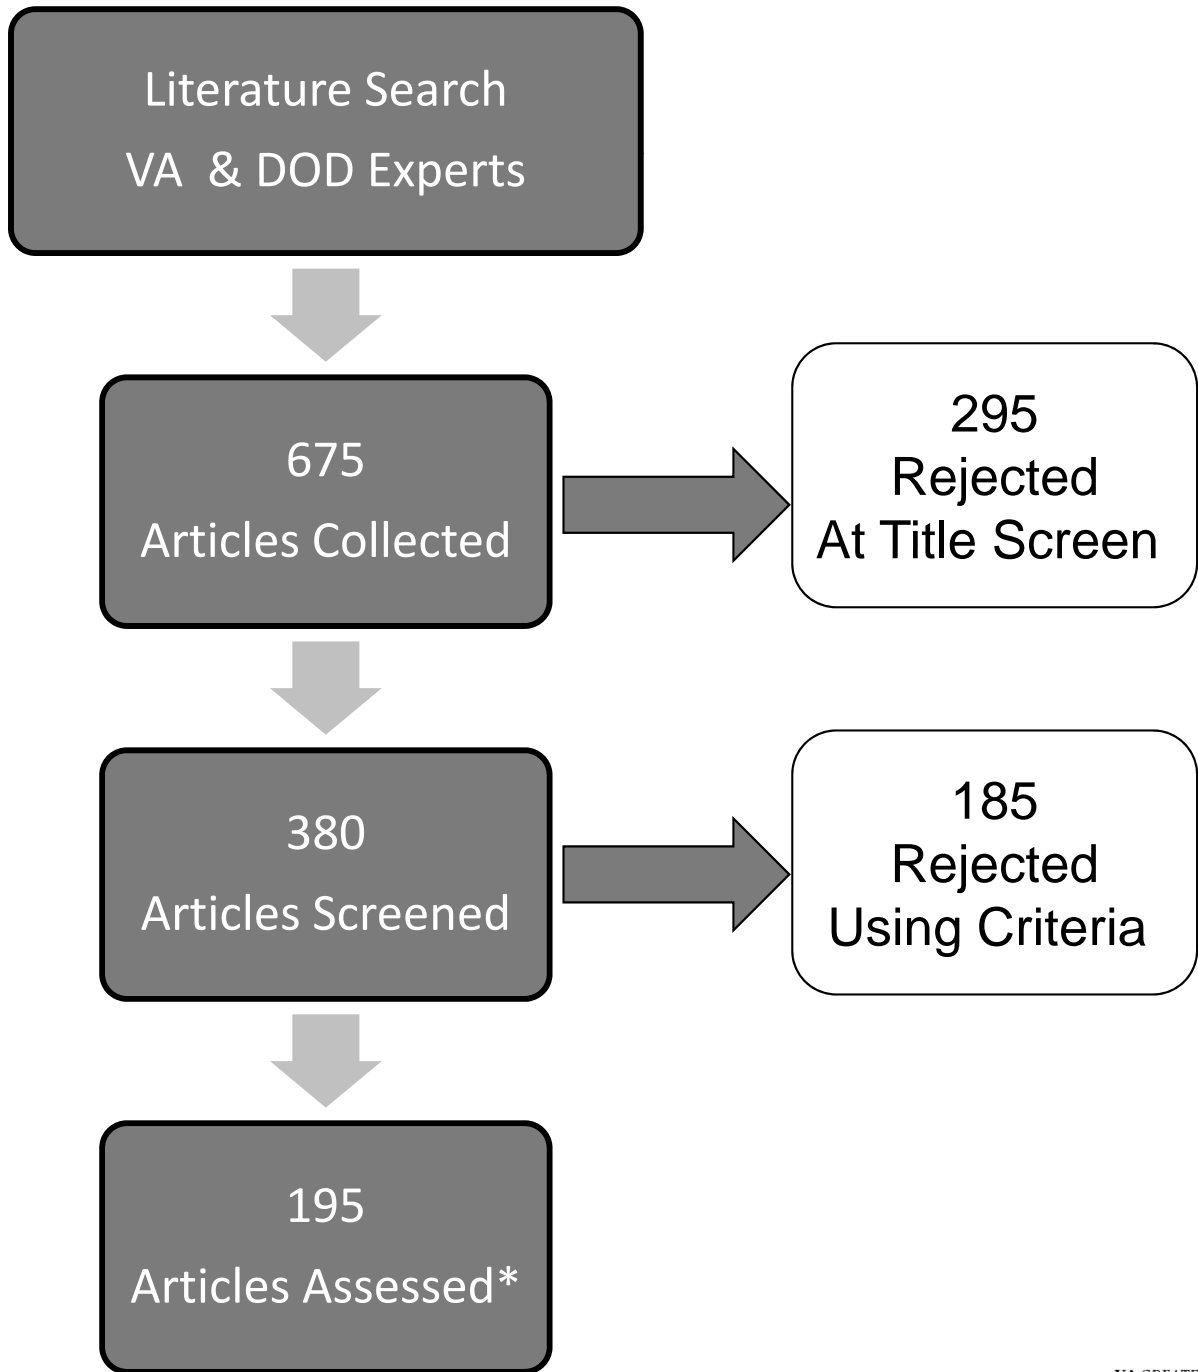 Literature Search
VA & DOD Experts
675
Articles Collected
295
Rejected
At Title Screen
380
Articles Screened
185
Rejected
Using Criteria
195
Articles Assessed*